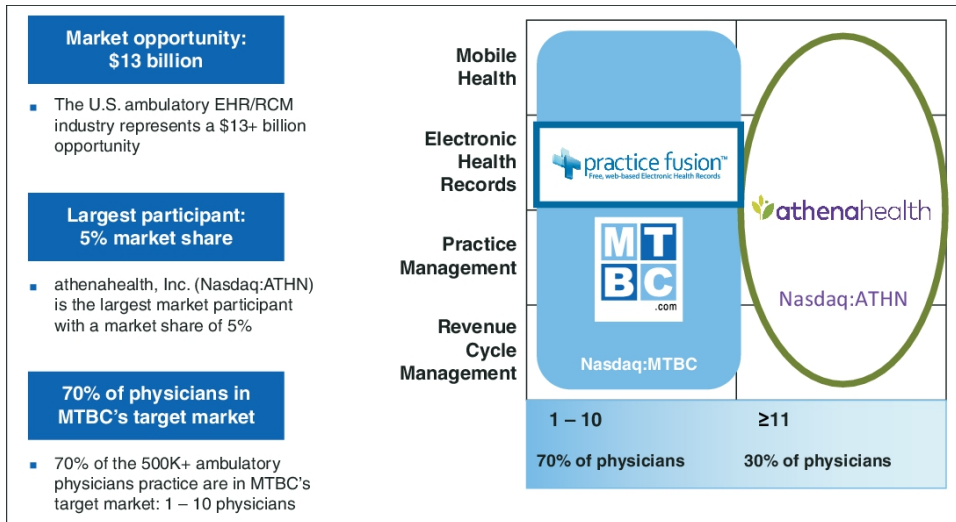 Market opportunity:
$13 billion
▪ The U.S. ambulatory EHR/RCM
industry represents a $13+ billion
opportunity
Largest participant:
5% market share
▪ athenahealth, Inc. (Nasdaq:ATHN)
is the largest market participant
with a market share of 5%
70% of physicians in
MTBC’s target market
▪ 70% of the 500K+ ambulatory
physicians practice are in MTBC’s
target market: 1 – 10 physicians
Mobile
Health
Electronic
Health
Records
Practice
Management
Revenue
Cycle
Management
practice fusion™
Free, web-based Electronic Health Records
MT
BC
.com
Nasdaq:MTBC
athenahealth
Nasdaq:ATHN
1 – 10
≥11
70% of physicians
30% of physicians